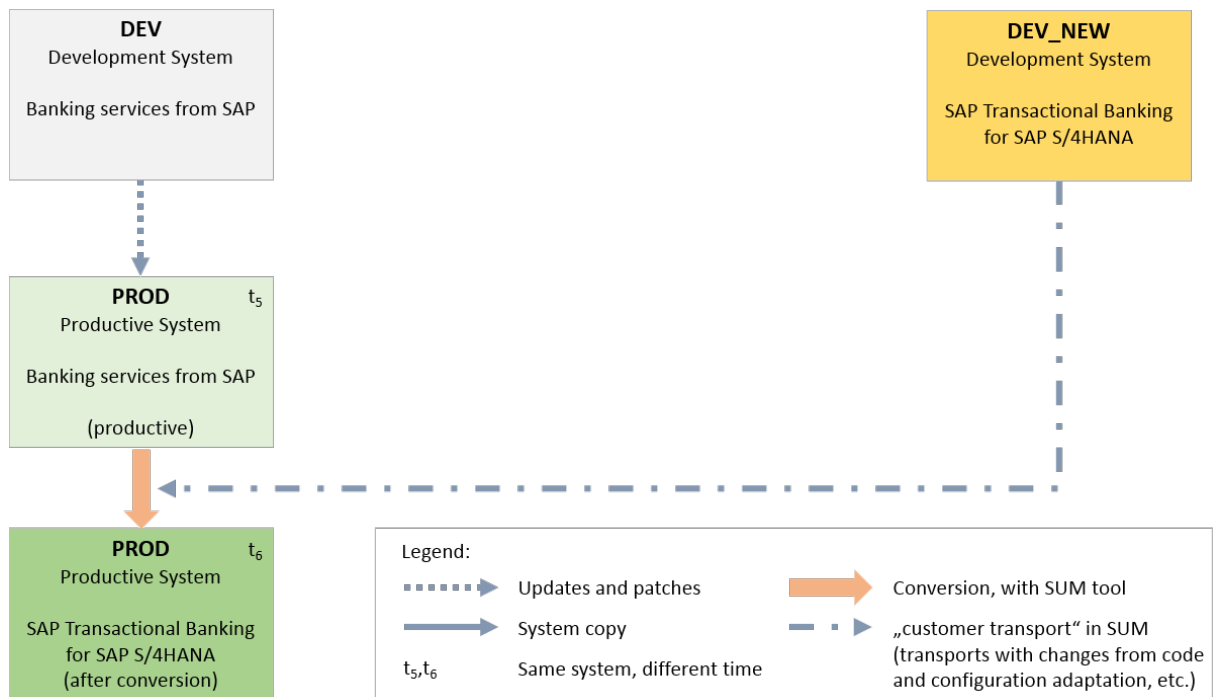 DEV
Development System
Banking services from SAP
DEV_NEW
Development System
SAP Transactional Banking
for SAP S/4HANA
PROD
t5
Productive System
Banking services from SAP
(productive)
PROD
t6
Productive System
SAP Transactional Banking
for SAP S/4HANA
(after conversion)
Legend:
Updates and patches
System copy
t5,t6 Same system, different time
Conversion, with SUM tool
„customer transport“ in SUM
(transports with changes from code
and configuration adaptation, etc.)